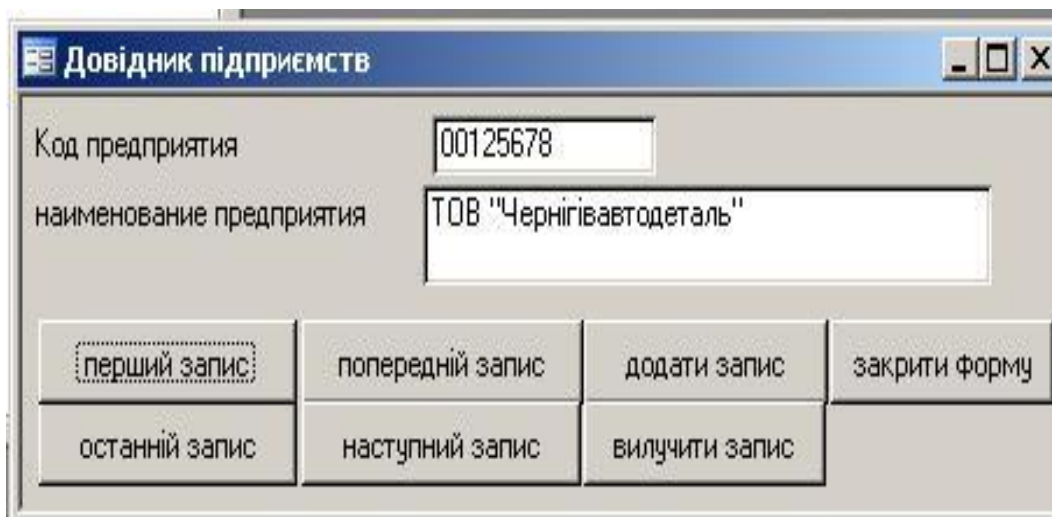 Довідник підприємств
Код предприятия 00125678
наименование предприятия ТОВ "Чернігівавтодеталь"
перший запис попередній запис додати запис закрити форму
останній запис наступний запис вилучити запис